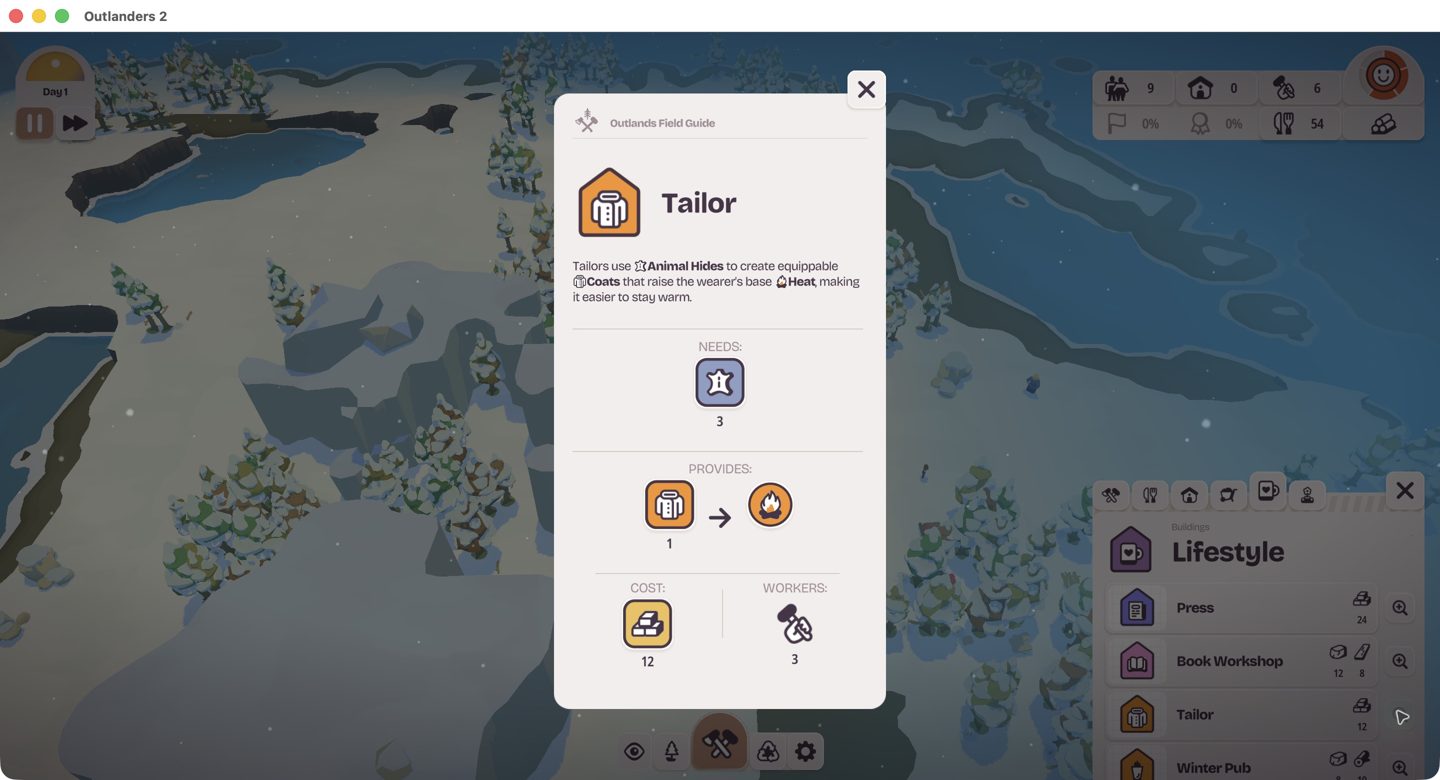 Outlanders 2
Day 1
9
0
6
0%
0%
54
Outlands Field Guide
Tailor
Tailors use Animal Hides to create equippable
Coats that raise the wearer's base Heat, making
it easier to stay warm.
NEEDS:
3
PROVIDES:
1
COST:
12
WORKERS:
3
Buildings
Lifestyle
Press
24
Book Workshop
12
8
Tailor
12
Winter Pub